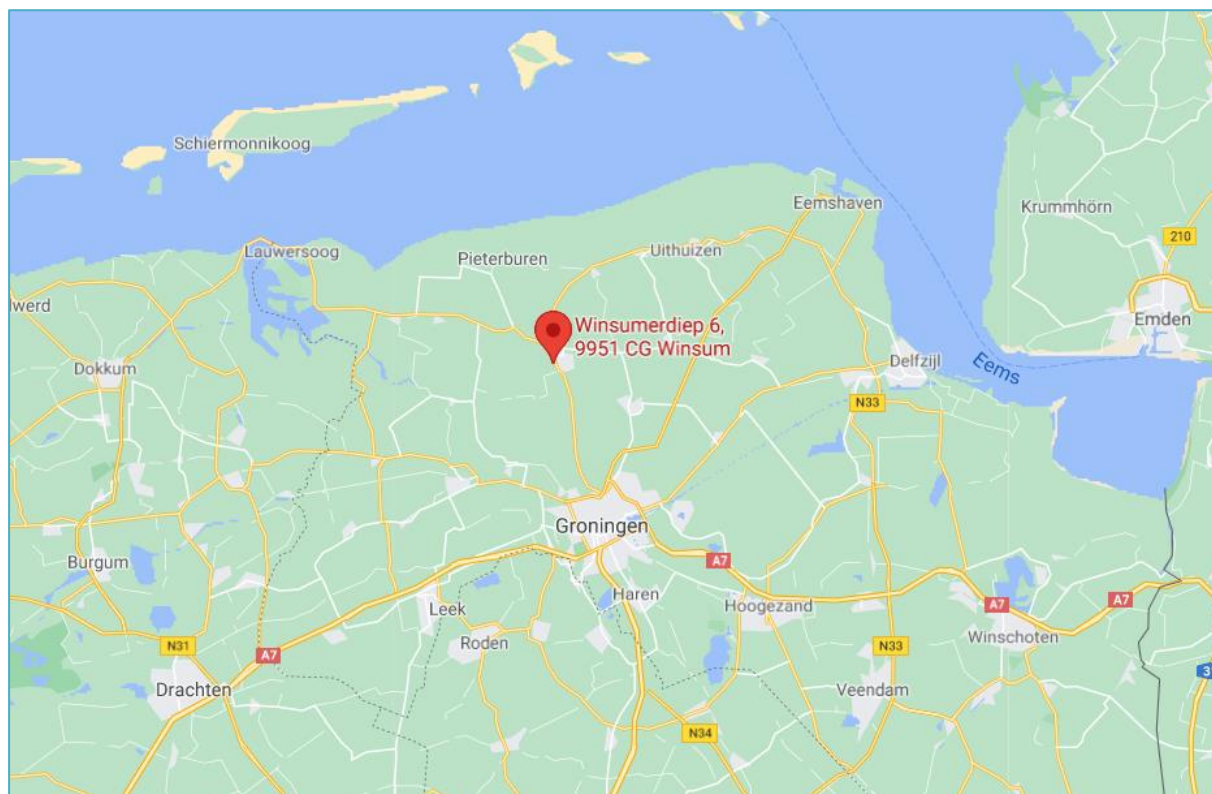 Schiermonnikoog
Eemshaven
Krummhörn
210
Lauwersoog
Pieterburen
Uithuizen
lwerd
Winsumerdiep 6,
9951 CG Winsum
Emden
Dokkum
Delfzijl
Eems
N33
Groningen
Burgum
A7
Haren
Leek
Hoogezand
A7
A7
Roden
Winschoten
N31
A7
N33
3
Drachten
Veendam
N34